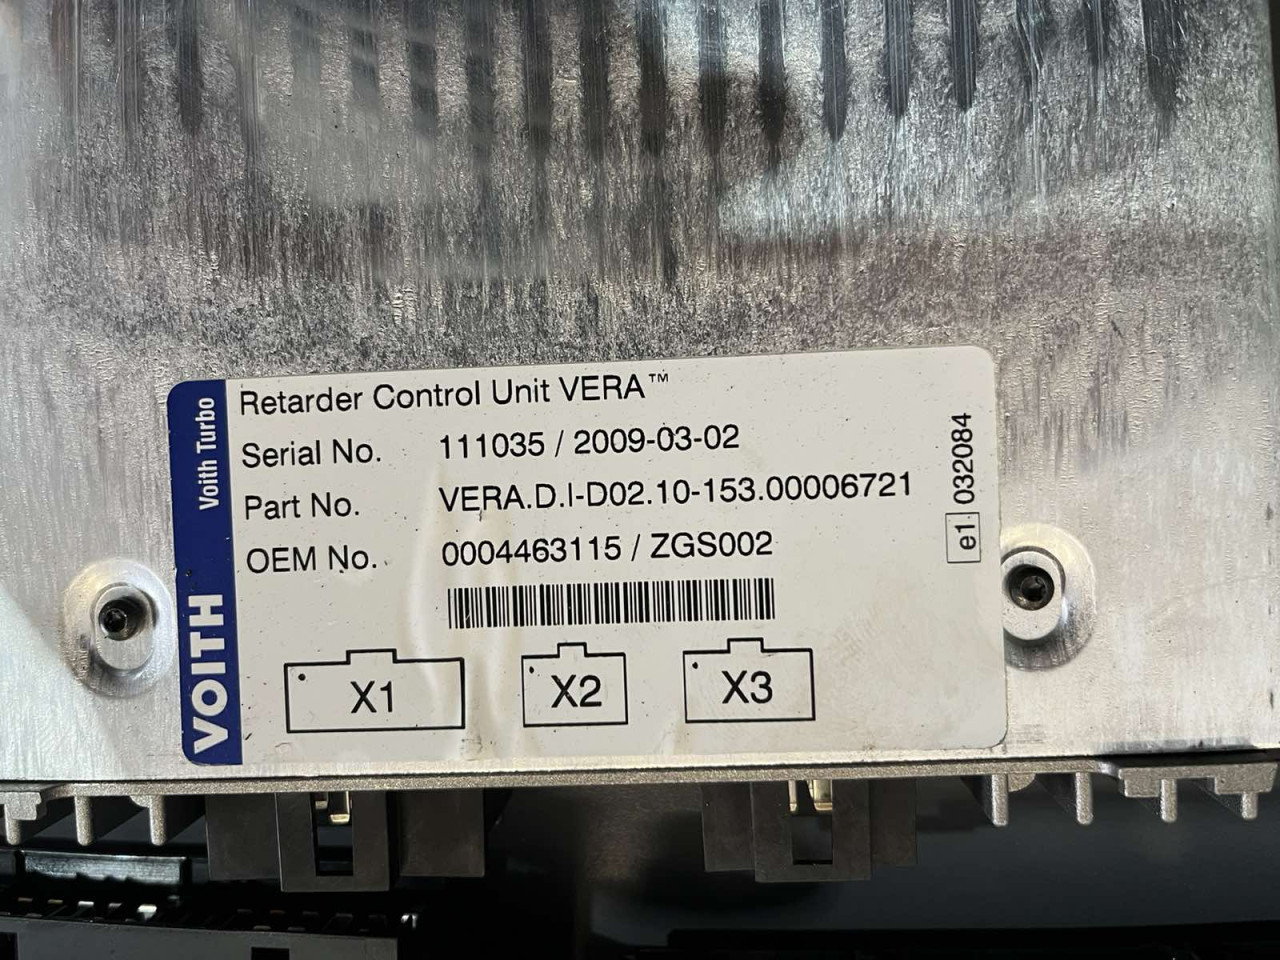 Retarder Control Unit VERA™
Serial No. 111035 / 2009-03-02
Part No. VERA.D.I-D02.10-153.00006721
OEM No. 0004463115 / ZGS002
X1 X2 X3
VOITH Voith Turbo
e1 032084